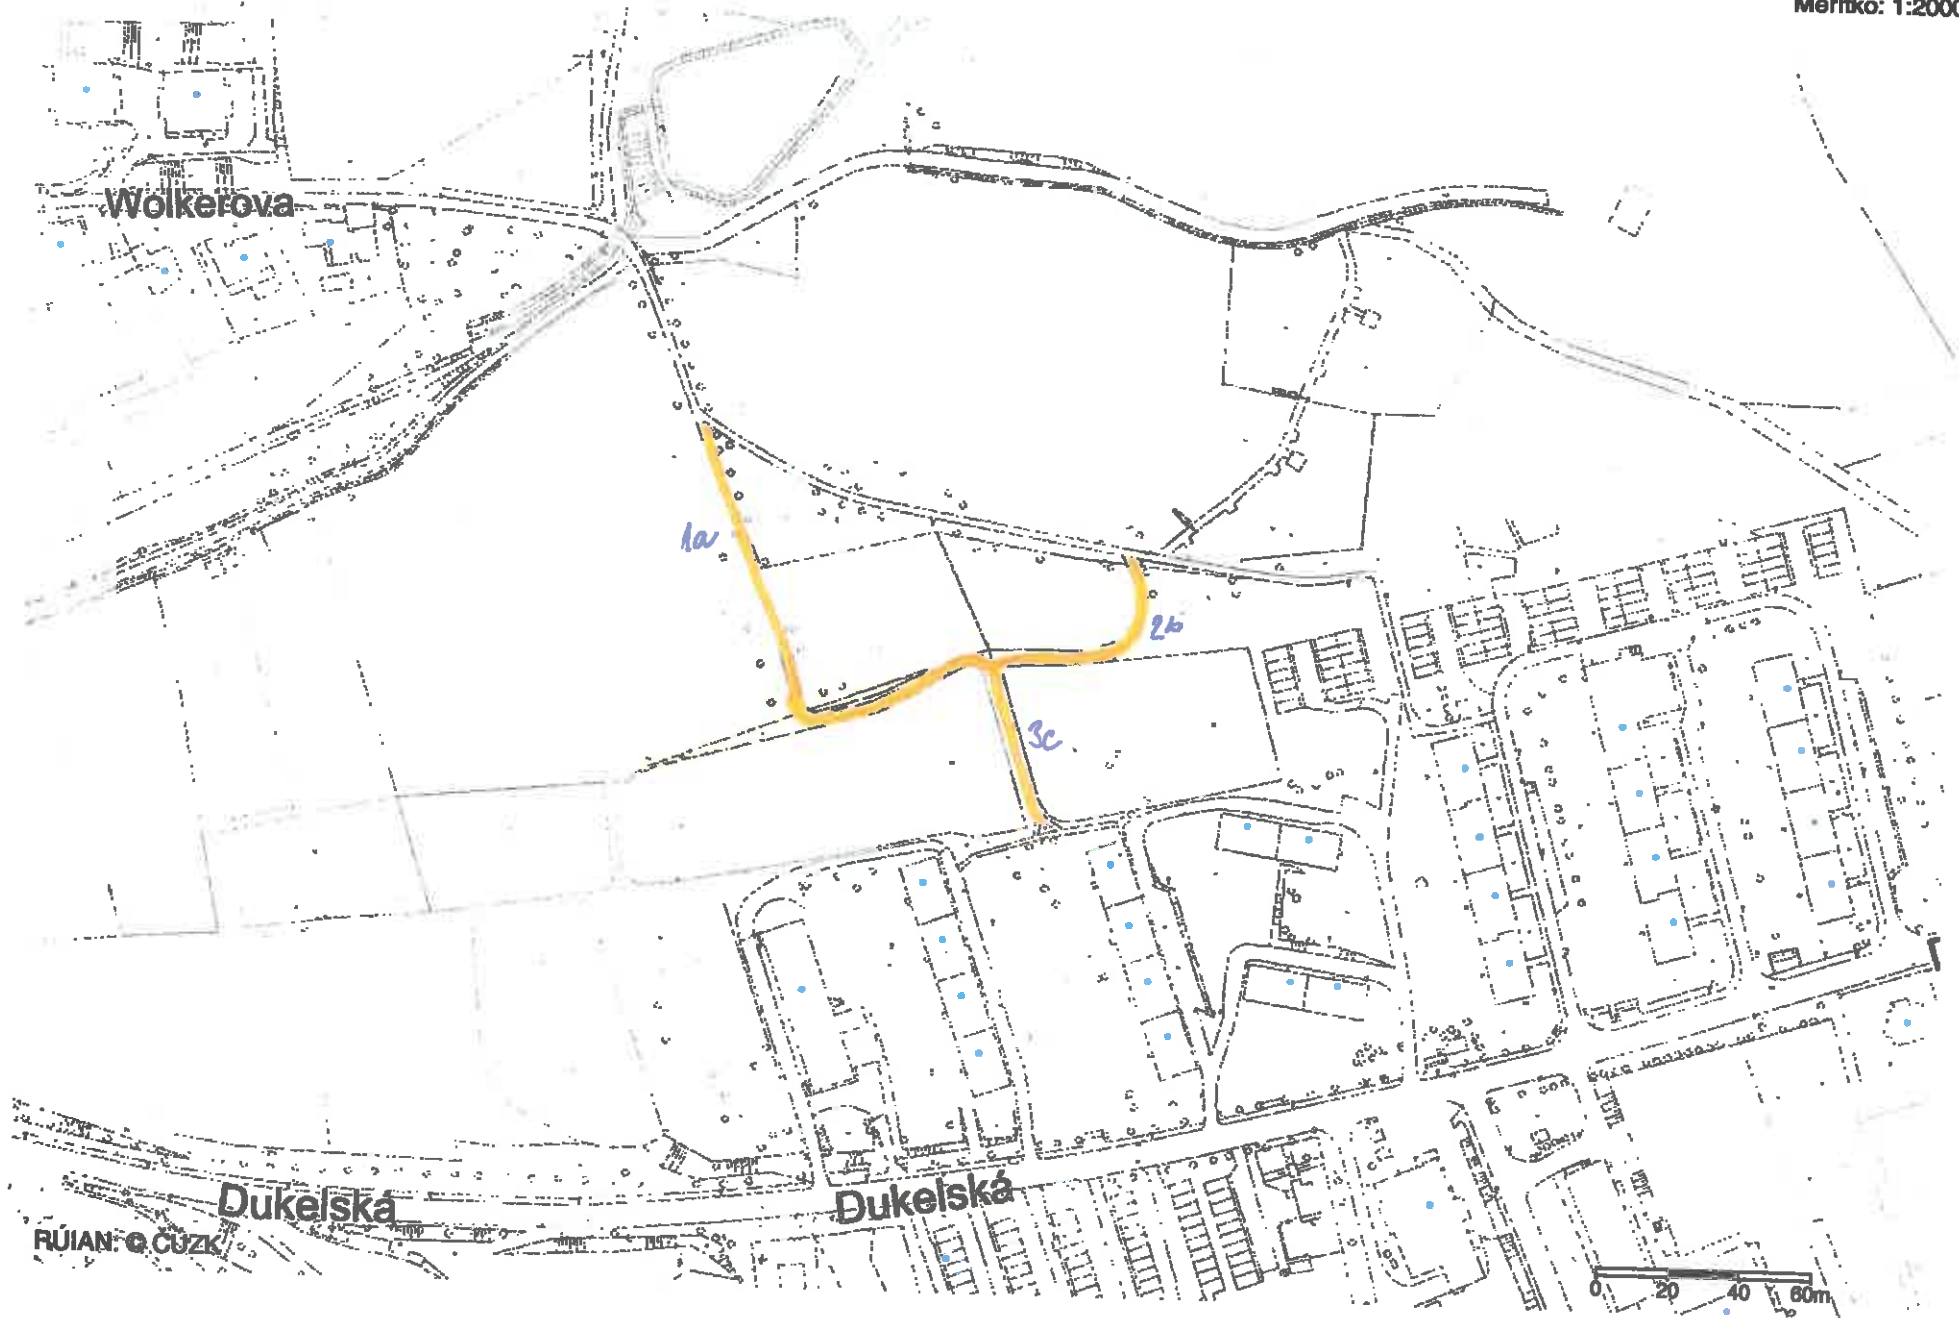 Měřítko: 1:2000
Wolkerova
1a
2b
3c
Dukelská
Dukelská
RÚIAN: © ČÚZK
0 20 40 60m